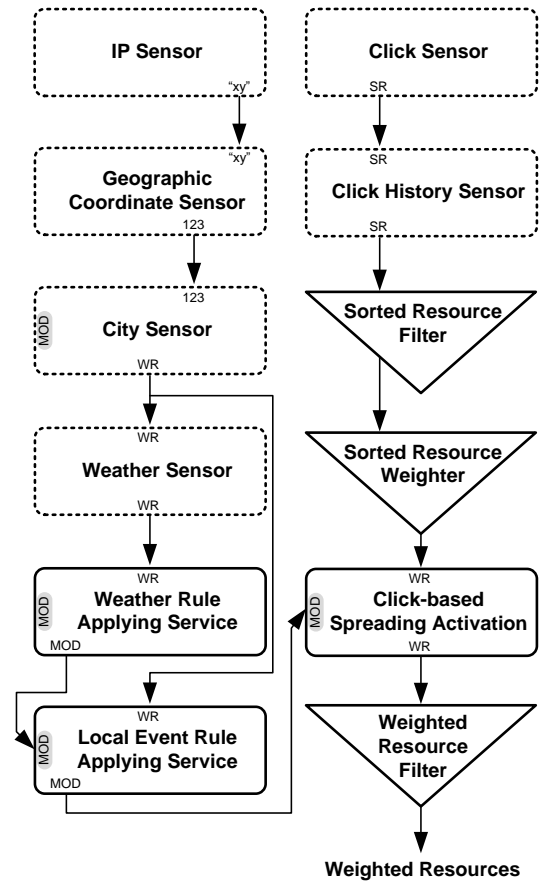 IP Sensor
"xy"
"xy"
Geographic
Coordinate Sensor
123
123
MOD
City Sensor
WR
WR
Weather Sensor
WR
WR
MOD
Weather Rule
Applying Service
MOD
WR
MOD
Local Event Rule
Applying Service
MOD
Click Sensor
SR
SR
Click History Sensor
SR
Sorted Resource
Filter
Sorted Resource
Weighter
WR
MOD
Click-based
Spreading Activation
WR
Weighted
Resource
Filter
Weighted Resources